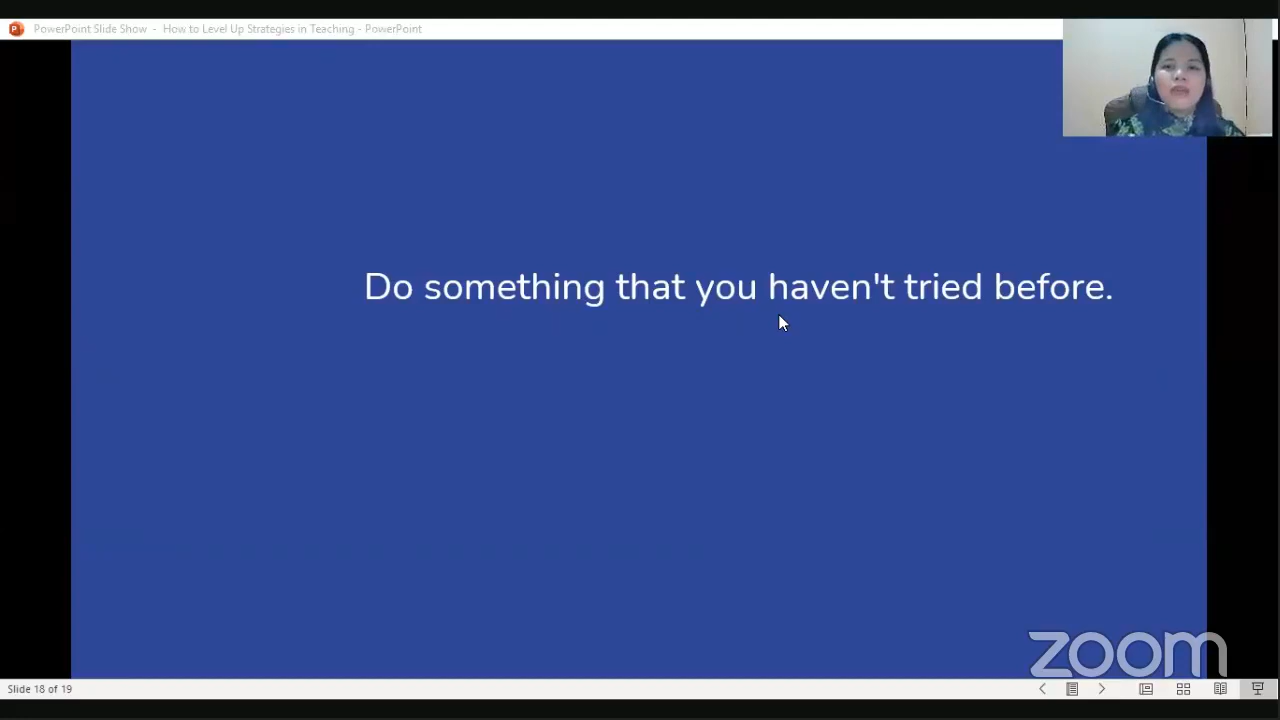 PowerPoint Slide Show - How to Level Up Strategies in Teaching - PowerPoint
Do something that you haven't tried before.
zoom
Slide 18 of 19